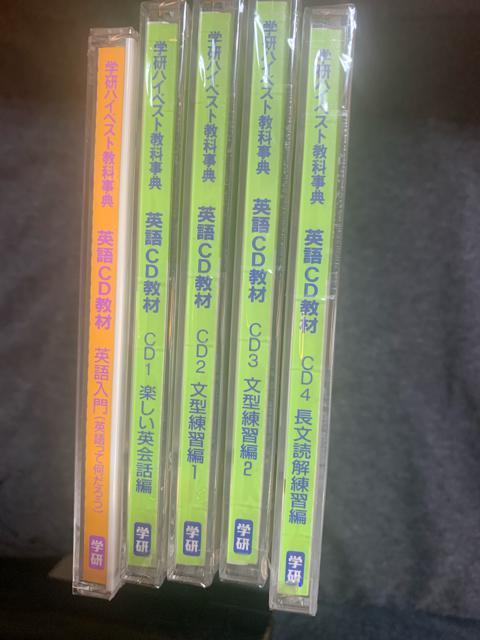 学研ハイベスト教科事典 英語CD教材 英語入門(英語って何だろう)
学研
学研ハイベスト教科事典 英語CD教材 CD1 楽しい英会話編
学研
学研ハイベスト教科事典 英語CD教材 CD2 文型練習編1
学研
学研ハイベスト教科事典 英語CD教材 CD3 文型練習編2
学研
学研ハイベスト教科事典 英語CD教材 CD4 長文読解練習編
学研